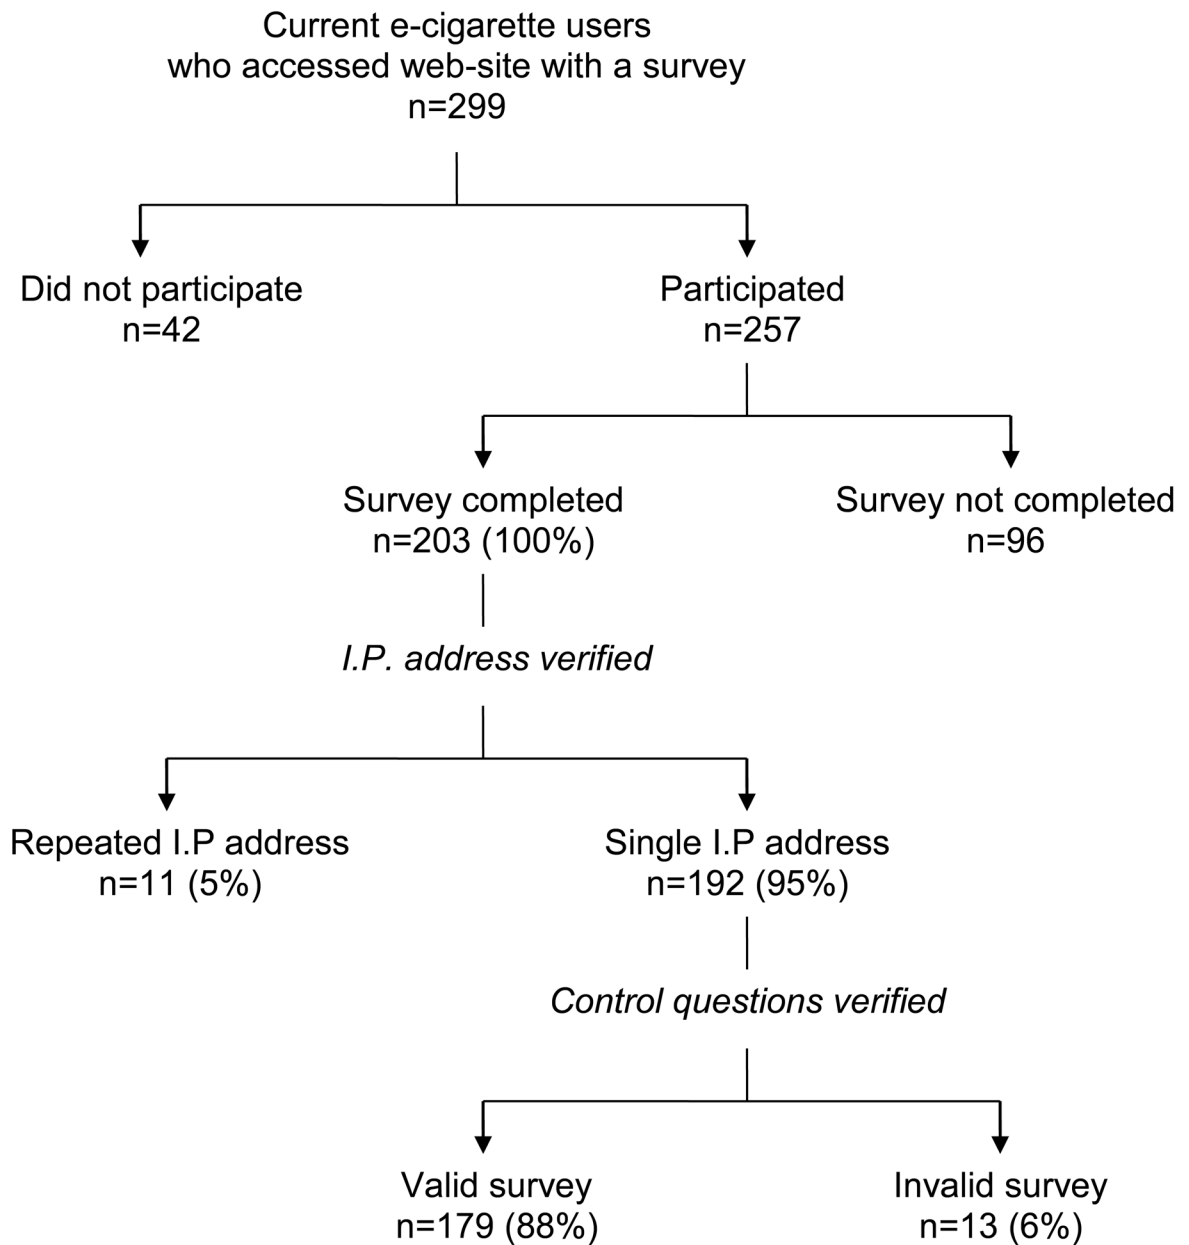 Current e-cigarette users
who accessed web-site with a survey
n=299
Did not participate
n=42
Participated
n=257
Survey completed
n=203 (100%)
Survey not completed
n=96
I.P. address verified
Repeated I.P address
n=11 (5%)
Single I.P address
n=192 (95%)
Control questions verified
Valid survey
n=179 (88%)
Invalid survey
n=13 (6%)